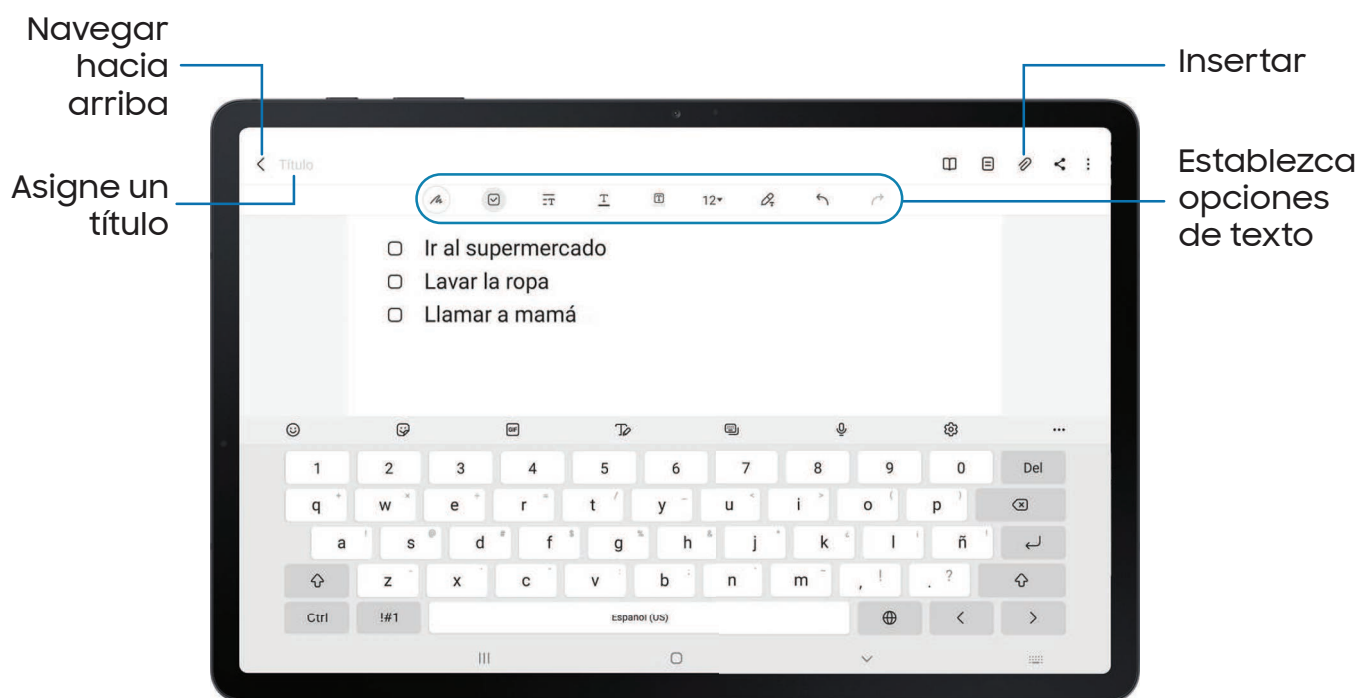 Navegar
hacia
arriba
Insertar
Título
Asigne un
título
Establezca
opciones
de texto
12
Ir al supermercado
Lavar la ropa
Llamar a mamá
GIF
1 2 3 4 5 6 7 8 9 0 Del
q w e r t y u i o p
a s d f g h j k l ñ
z x c v b n m , ! . ?
Ctrl !#1 Español (US)